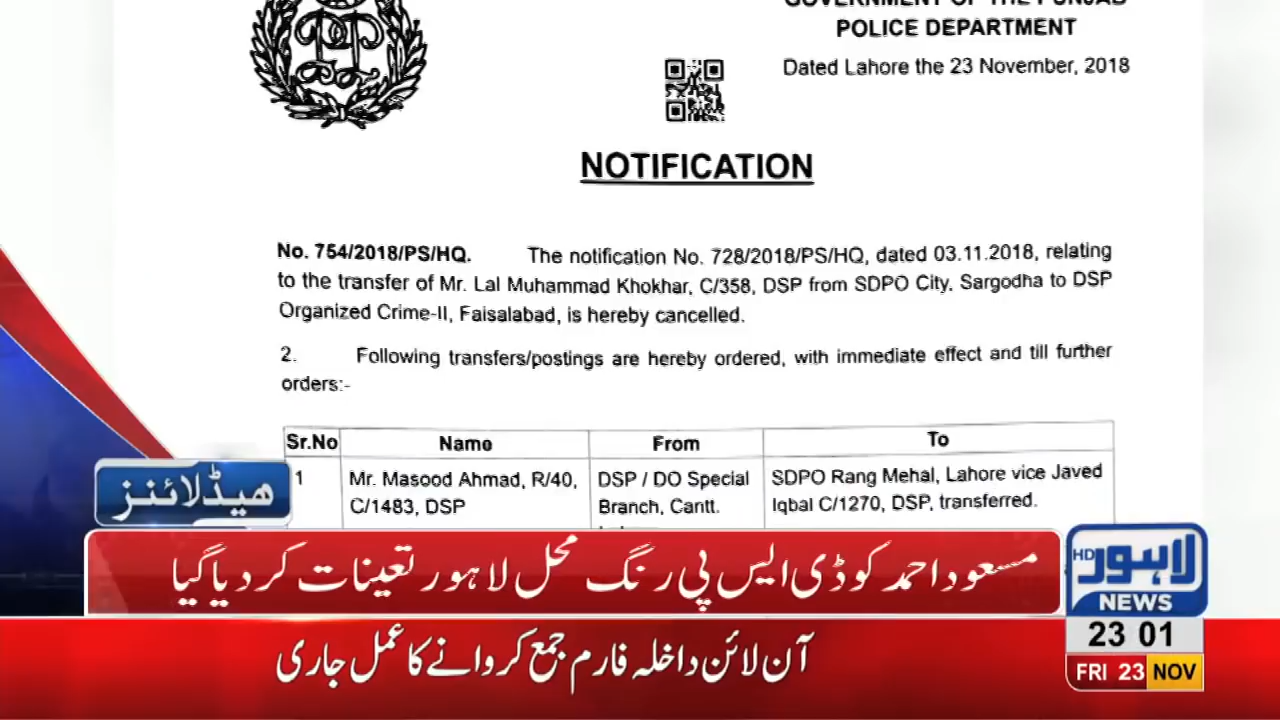 GOVERNMENT OF THE PUNJAB
POLICE DEPARTMENT
Dated Lahore the 23 November, 2018
NOTIFICATION
No. 754/2018/PS/HQ. The notification No. 728/2018/PS/HQ, dated 03.11.2018, relating
to the transfer of Mr. Lal Muhammad Khokhar, C/358, DSP from SDPO City, Sargodha to DSP
Organized Crime-II, Faisalabad, is hereby cancelled.
2. Following transfers/postings are hereby ordered, with immediate effect and till further
orders:-
Sr.No Name From To
1 Mr. Masood Ahmad, R/40, DSP / DO Special SDPO Rang Mehal, Lahore vice Javed
C/1483, DSP Branch, Cantt. Iqbal C/1270, DSP, transferred.
ہیڈلائنز
مسعود احمد کو ڈی ایس پی رنگ محل لاہور تعینات کر دیا گیا
لاہور HD
NEWS
آن لائن داخلہ فارم جمع کروانے کا عمل جاری
23 01
FRI 23 NOV